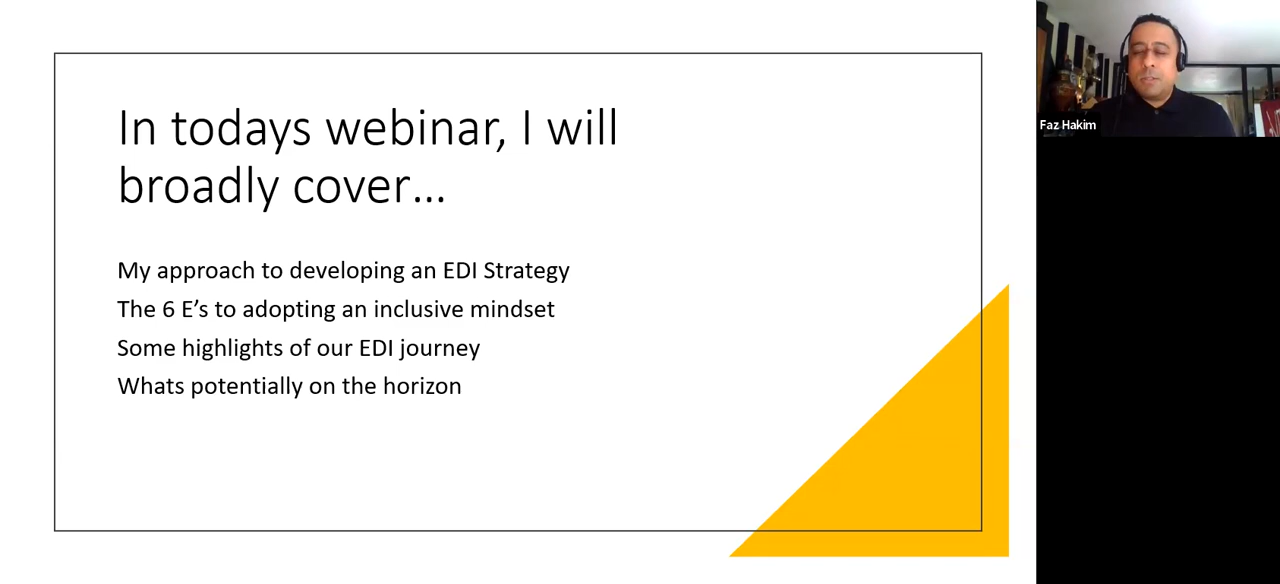 In todays webinar, I will
broadly cover…
My approach to developing an EDI Strategy
The 6 E’s to adopting an inclusive mindset
Some highlights of our EDI journey
Whats potentially on the horizon
Faz Hakim